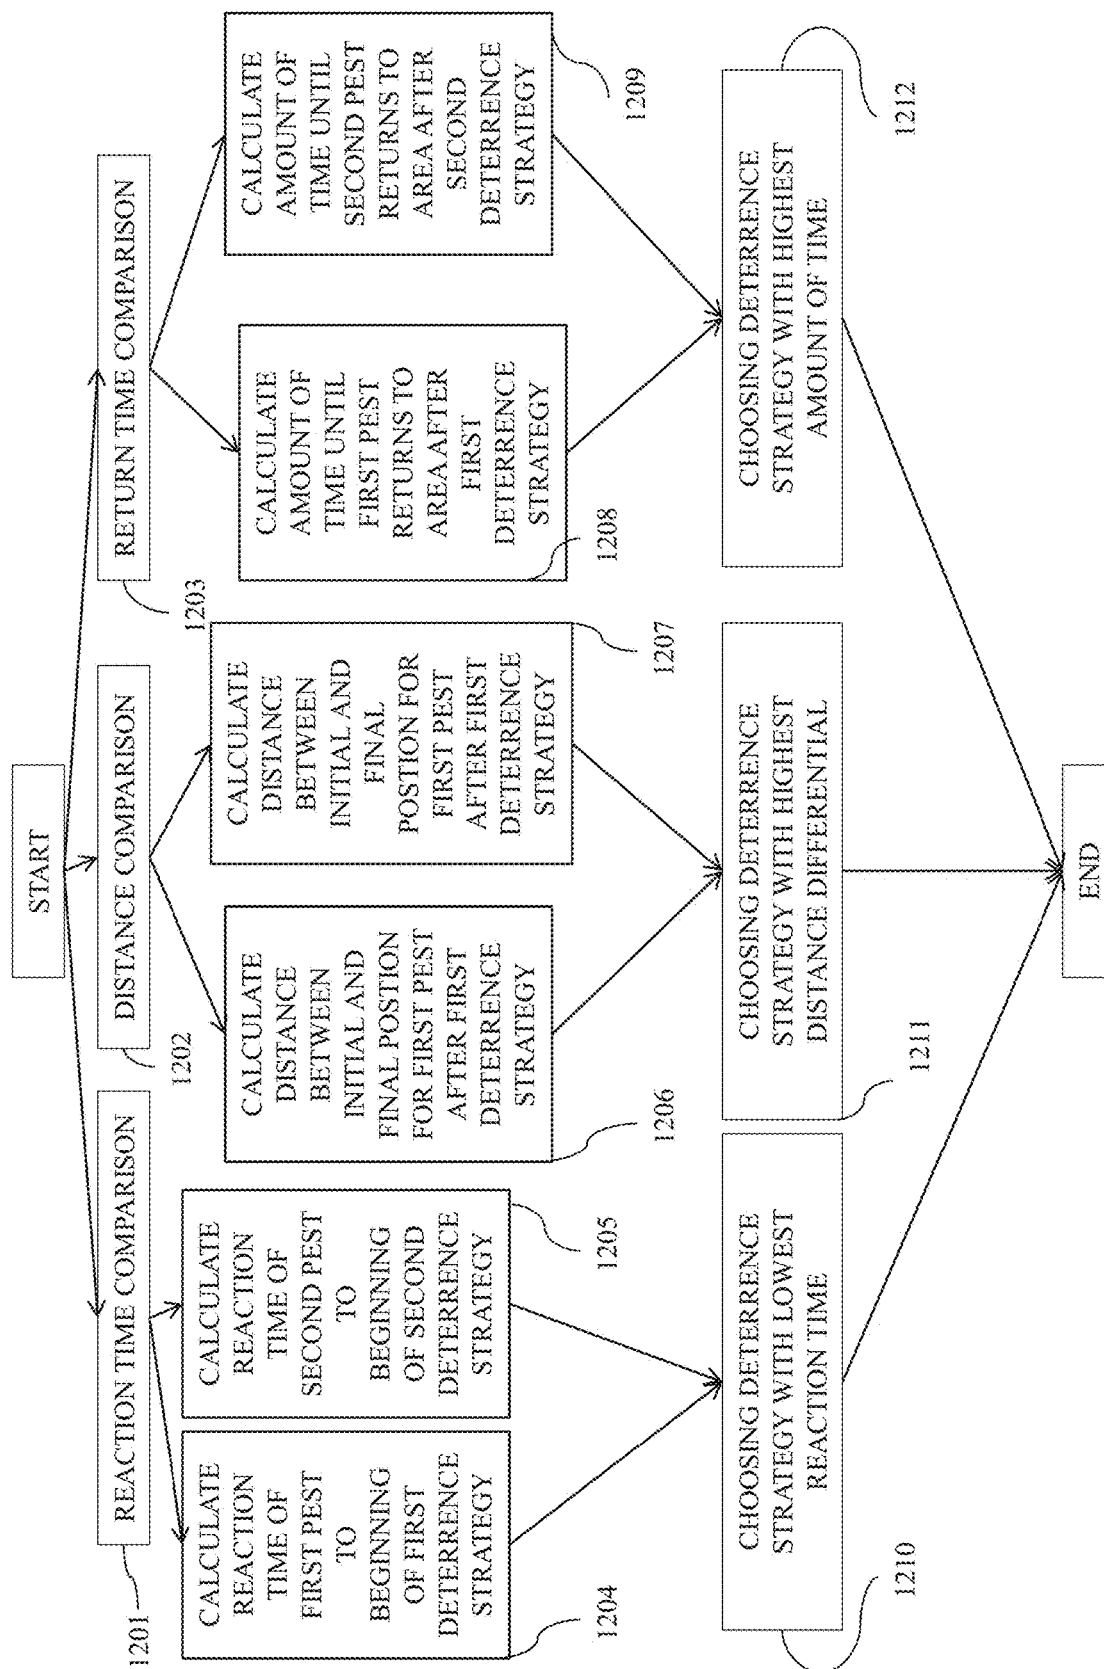 START
REACTION TIME COMPARISON
1201
DISTANCE COMPARISON
1202
RETURN TIME COMPARISON
1203
CALCULATE
REACTION
TIME OF
FIRST PEST
TO
BEGINNING
OF FIRST
DETERRENCE
STRATEGY
1204
CALCULATE
REACTION
TIME OF
SECOND PEST
TO
BEGINNING
OF SECOND
DETERRENCE
STRATEGY
1205
CALCULATE
DISTANCE
BETWEEN
INITIAL AND
FINAL POSTION
FOR FIRST PEST
AFTER FIRST
DETERRENCE
STRATEGY
1206
CALCULATE
DISTANCE
BETWEEN
INITIAL AND
FINAL
POSTION FOR
FIRST PEST
AFTER FIRST
DETERRENCE
STRATEGY
1207
CALCULATE
AMOUNT OF
TIME UNTIL
FIRST PEST
RETURNS TO
AREA AFTER
FIRST
DETERRENCE
STRATEGY
1208
CALCULATE
AMOUNT OF
TIME UNTIL
SECOND PEST
RETURNS TO
AREA AFTER
SECOND
DETERRENCE
STRATEGY
1209
CHOOSING DETERRENCE
STRATEGY WITH LOWEST
REACTION TIME
1210
CHOOSING DETERRENCE
STRATEGY WITH HIGHEST
DISTANCE DIFFERENTIAL
1211
CHOOSING DETERRENCE
STRATEGY WITH HIGHEST
AMOUNT OF TIME
1212
END